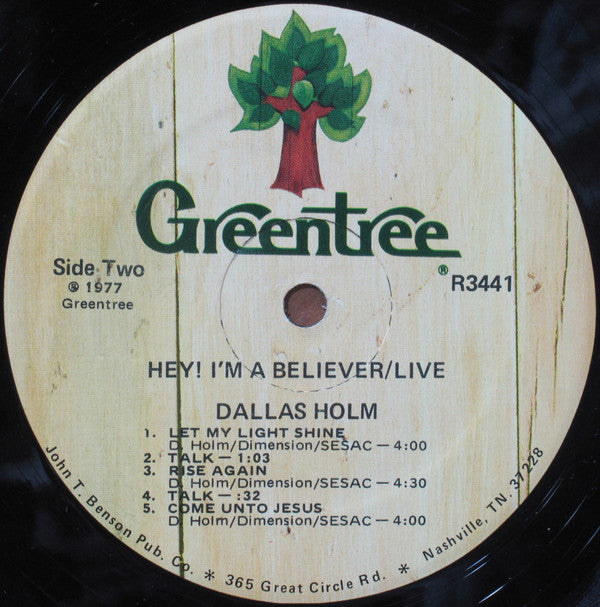 Greentree
®
Side Two
℗ 1977
Greentree
R3441
HEY! I'M A BELIEVER/LIVE
DALLAS HOLM
1. LET MY LIGHT SHINE
D. Holm/Dimension/SESAC — 4:00
2. TALK — 1:03
3. RISE AGAIN
D. Holm/Dimension/SESAC — 4:30
4. TALK — :32
5. COME UNTO JESUS
D. Holm/Dimension/SESAC — 4:00
John T. Benson Pub. Co. * 365 Great Circle Rd. * Nashville, TN. 37228